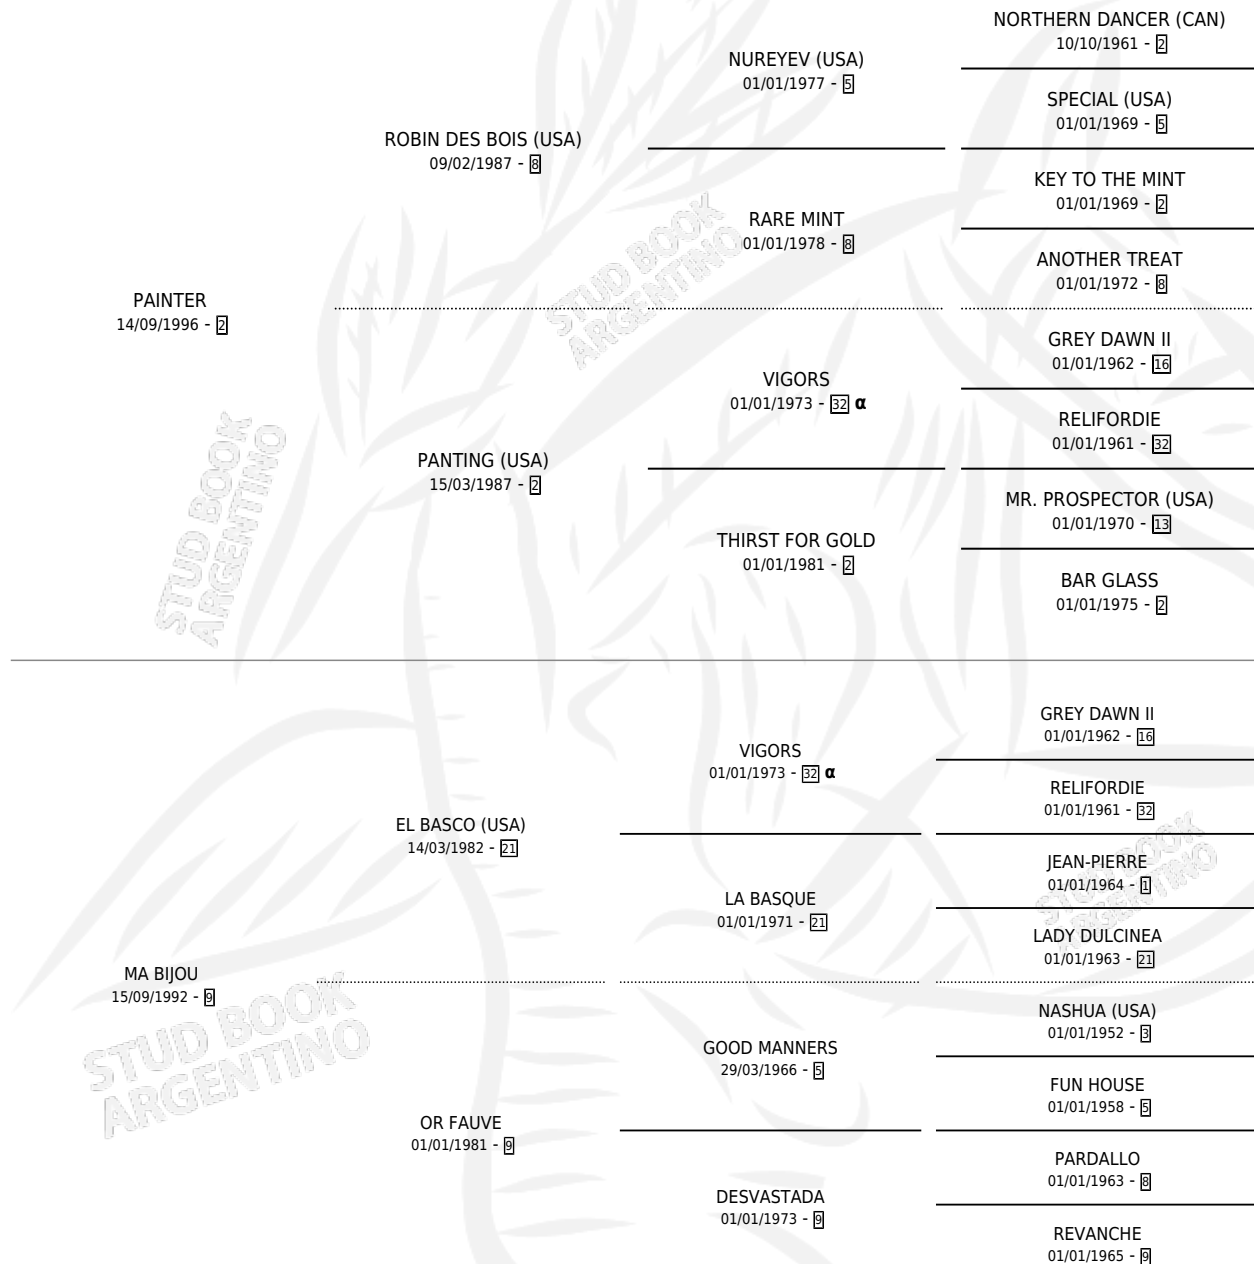 NORTHERN DANCER (CAN)
10/10/1961 - 2
NUREYEV (USA)
01/01/1977 - 5
SPECIAL (USA)
01/01/1969 - 5
ROBIN DES BOIS (USA)
09/02/1987 - 8
KEY TO THE MINT
01/01/1969 - 2
RARE MINT
01/01/1978 - 8
ANOTHER TREAT
01/01/1972 - 8
PAINTER
14/09/1996 - 2
GREY DAWN II
01/01/1962 - 16
VIGORS
01/01/1973 - 32 α
RELIFORDIE
01/01/1961 - 32
PANTING (USA)
15/03/1987 - 2
MR. PROSPECTOR (USA)
01/01/1970 - 13
THIRST FOR GOLD
01/01/1981 - 2
BAR GLASS
01/01/1975 - 2
GREY DAWN II
01/01/1962 - 16
VIGORS
01/01/1973 - 32 α
RELIFORDIE
01/01/1961 - 32
EL BASCO (USA)
14/03/1982 - 21
JEAN-PIERRE
01/01/1964 - 1
LA BASQUE
01/01/1971 - 21
LADY DULCINEA
01/01/1963 - 21
MA BIJOU
15/09/1992 - 9
NASHUA (USA)
01/01/1952 - 3
GOOD MANNERS
29/03/1966 - 5
FUN HOUSE
01/01/1958 - 5
OR FAUVE
01/01/1981 - 9
PARDALLO
01/01/1963 - 8
DESVASTADA
01/01/1973 - 9
REVANCHE
01/01/1965 - 9
STUD BOOK
ARGENTINO
STUD BOOK
ARGENTINO
STUD BOOK
ARGENTINO
STUD BOOK
ARGENTINO